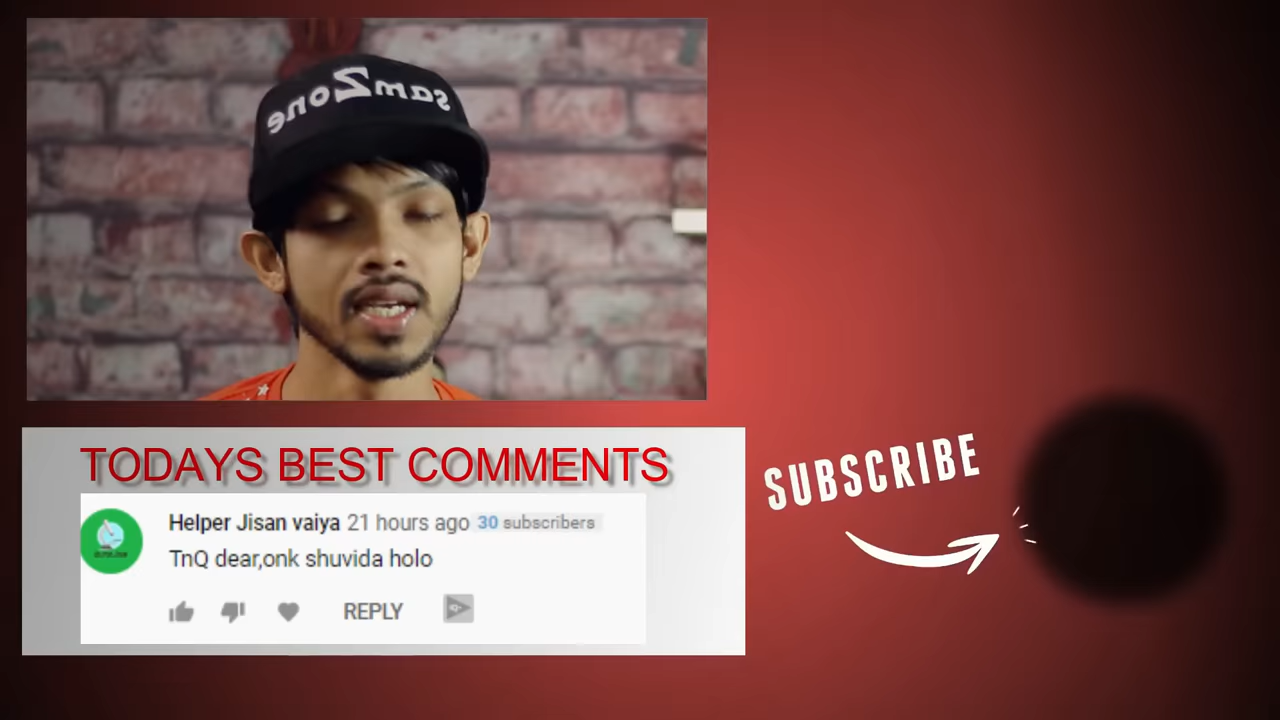 samZone
TODAYS BEST COMMENTS
Helper Jisan vaiya 21 hours ago 30 subscribers
TnQ dear,onk shuvida holo
REPLY
SUBSCRIBE